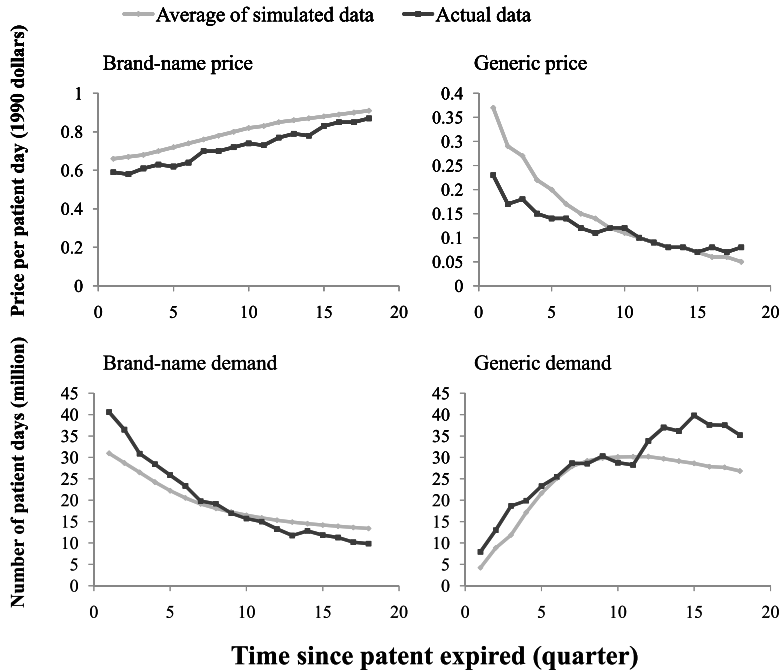 Average of simulated data Actual data
Price per patient day (1990 dollars)
Brand-name price
1
0.8
0.6
0.4
0.2
0
0 5 10 15 20
Generic price
0.4
0.35
0.3
0.25
0.2
0.15
0.1
0.05
0
0 5 10 15 20
Number of patient days (million)
Brand-name demand
45
40
35
30
25
20
15
10
5
0
0 5 10 15 20
Generic demand
45
40
35
30
25
20
15
10
5
0
0 5 10 15 20
Time since patent expired (quarter)